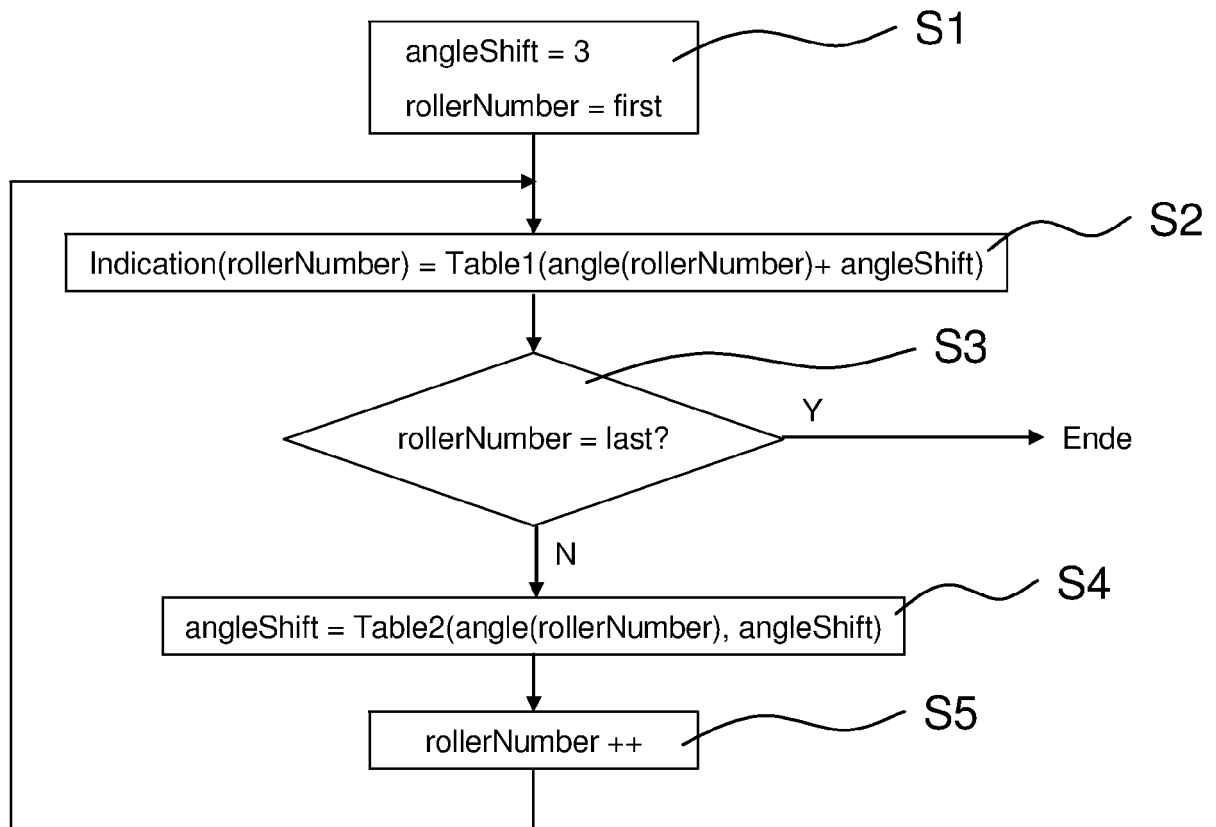 S1
angleShift = 3
rollerNumber = first
S2
Indication(rollerNumber) = Table1(angle(rollerNumber)+ angleShift)
S3
Y
rollerNumber = last?
Ende
N
S4
angleShift = Table2(angle(rollerNumber), angleShift)
S5
rollerNumber ++